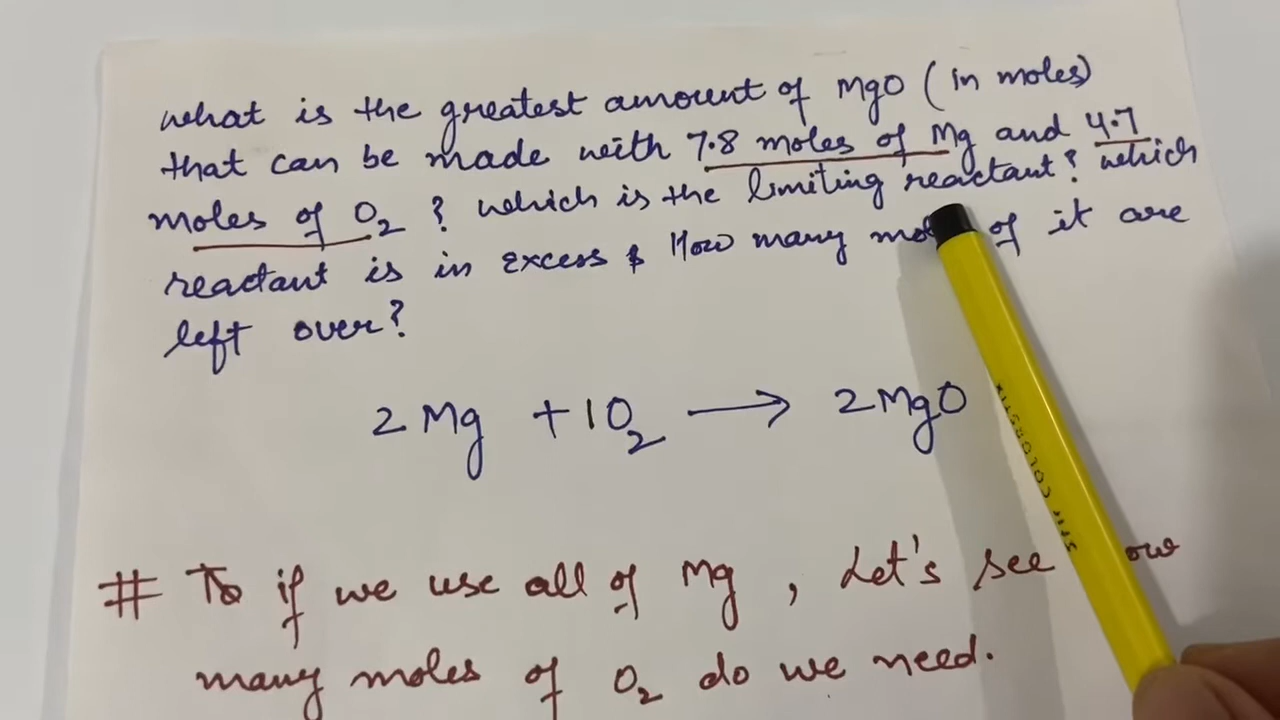 what is the greatest amount of MgO (in moles)
that can be made with 7.8 moles of Mg and 4.7
moles of O2 ? which is the limiting reactant? which
reactant is in excess & How many of it are
left over?
2 Mg + 1O2 → 2MgO
# To if we use all of Mg , Let's see
many moles of O2 do we need.